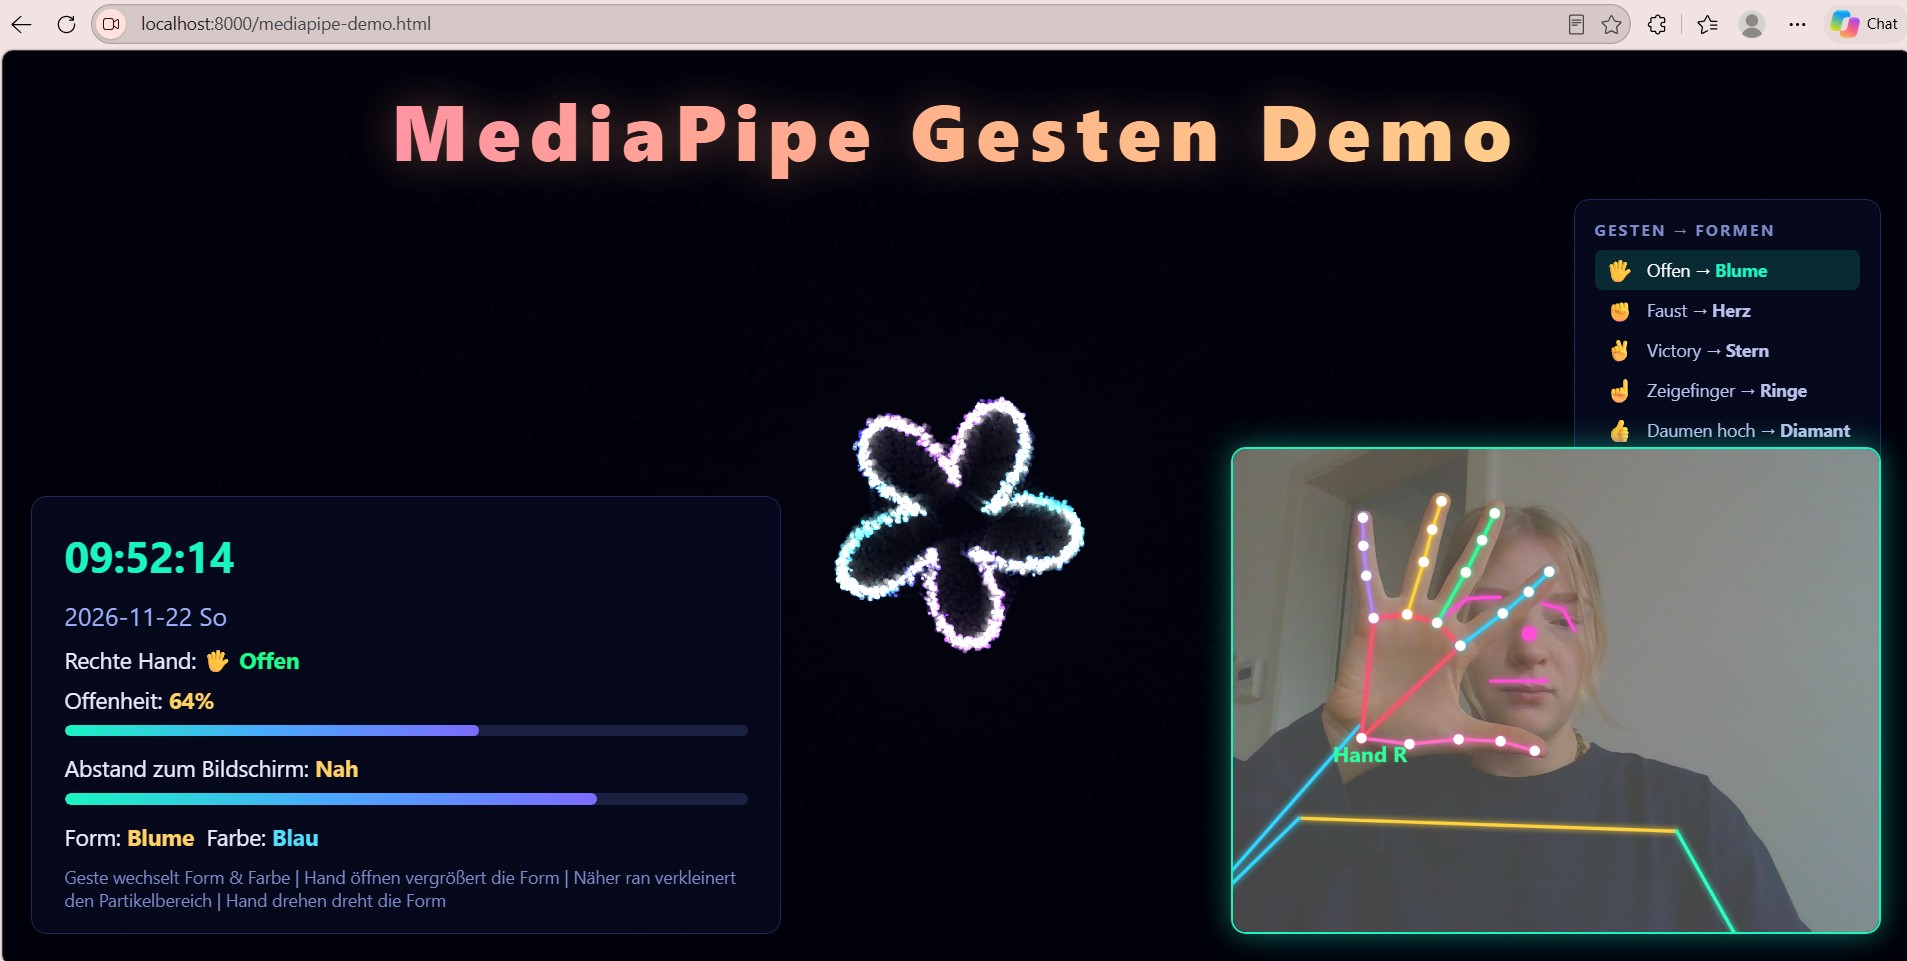 localhost:8000/mediapipe-demo.html
Chat
MediaPipe Gesten Demo
GESTEN → FORMEN
Offen → Blume
Faust → Herz
Victory → Stern
Zeigefinger → Ringe
Daumen hoch → Diamant
09:52:14
2026-11-22 So
Rechte Hand: 🖐 Offen
Offenheit: 64%
Abstand zum Bildschirm: Nah
Form: Blume Farbe: Blau
Geste wechselt Form & Farbe | Hand öffnen vergrößert die Form | Näher ran verkleinert
den Partikelbereich | Hand drehen dreht die Form
Hand R